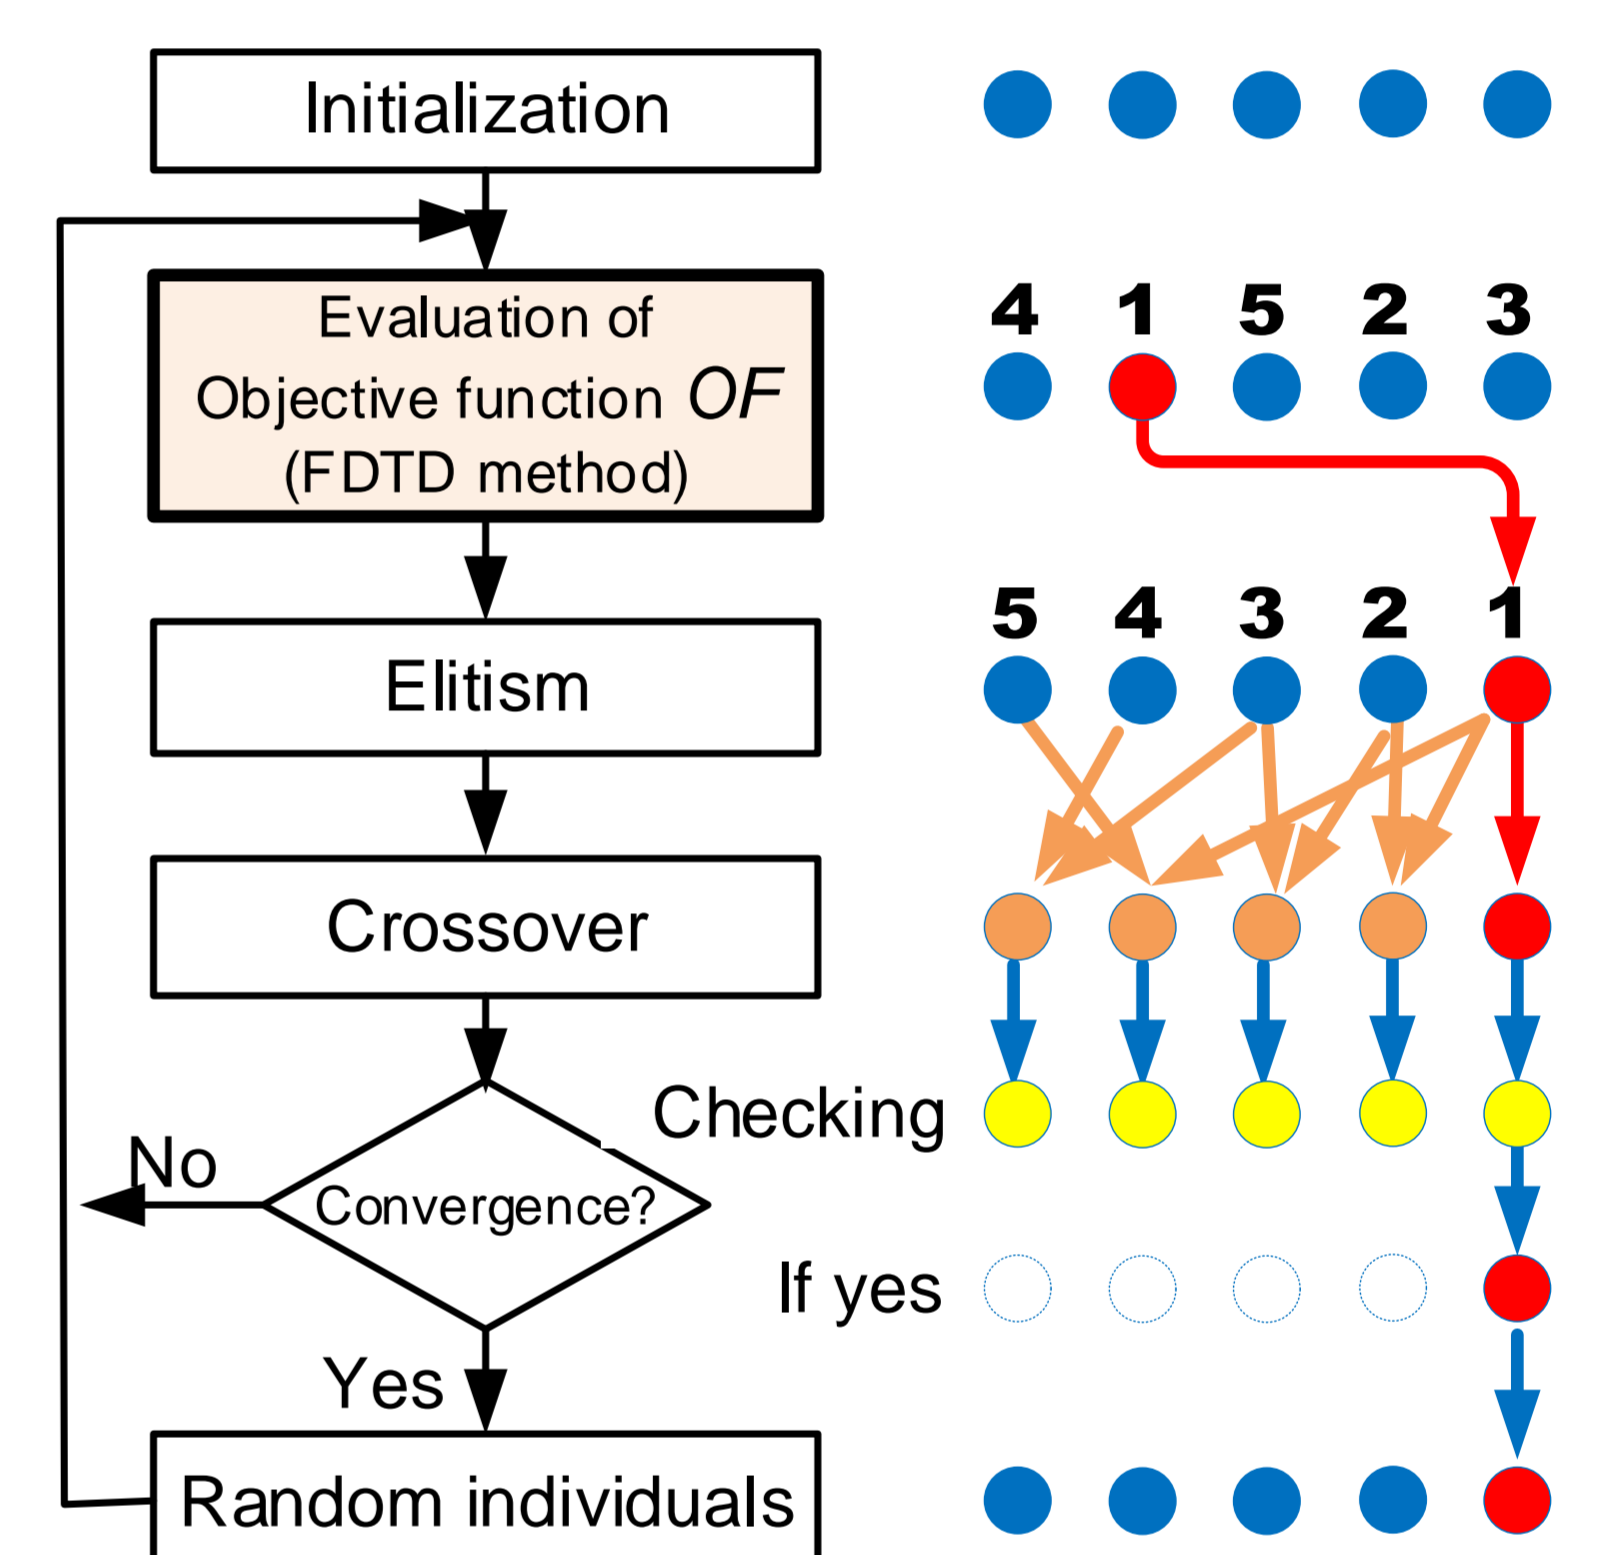 Initialization
4 1 5 2 3
Evaluation of
Objective function OF
(FDTD method)
5 4 3 2 1
Elitism
Crossover
Checking
No
Convergence?
If yes
Yes
Random individuals